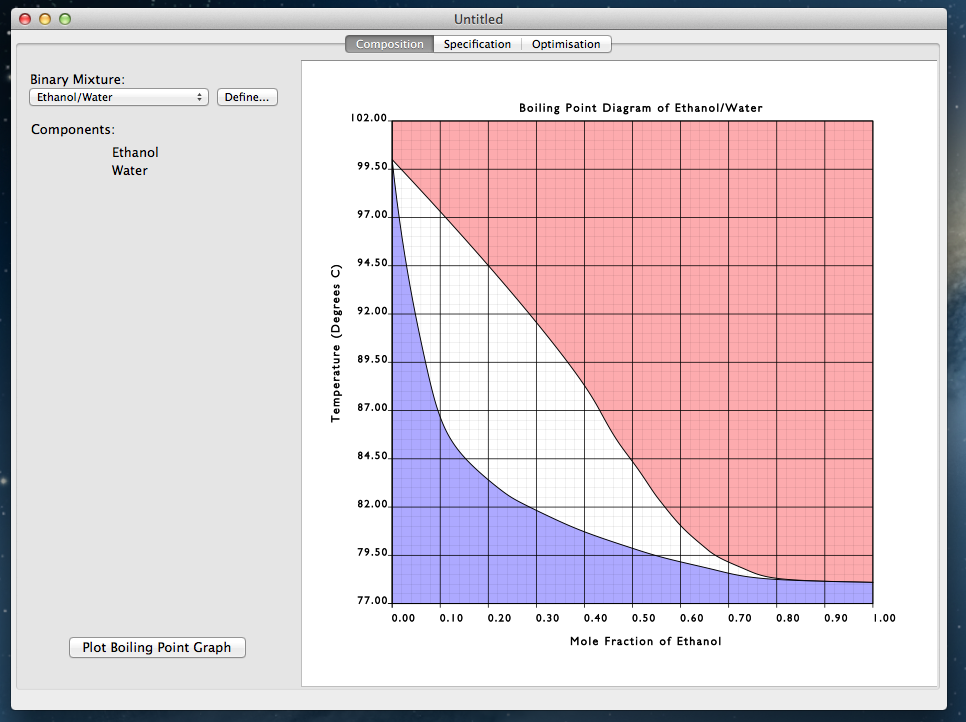 Untitled
Composition Specification Optimisation
Binary Mixture:
Ethanol/Water Define...
Components:
Ethanol
Water
Plot Boiling Point Graph
Boiling Point Diagram of Ethanol/Water
Temperature (Degrees C)
102.00
99.50
97.00
94.50
92.00
89.50
87.00
84.50
82.00
79.50
77.00
0.00 0.10 0.20 0.30 0.40 0.50 0.60 0.70 0.80 0.90 1.00
Mole Fraction of Ethanol